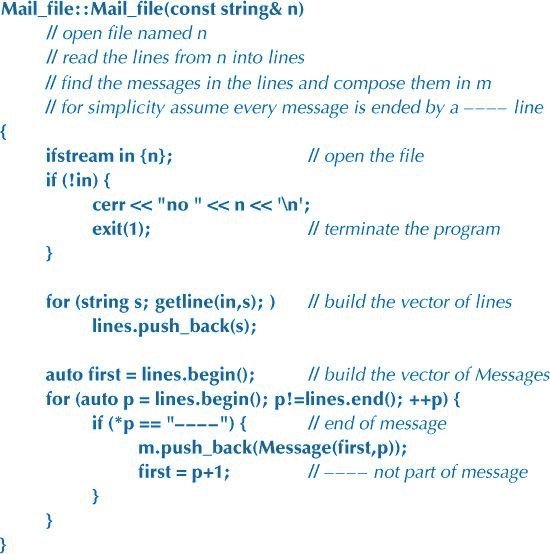 Mail_file::Mail_file(const string& n)
// open file named n
// read the lines from n into lines
// find the messages in the lines and compose them in m
// for simplicity assume every message is ended by a ---- line
{
ifstream in {n}; // open the file
if (!in) {
cerr << "no " << n << '\n';
exit(1); // terminate the program
}
for (string s; getline(in,s); ) // build the vector of lines
lines.push_back(s);
auto first = lines.begin(); // build the vector of Messages
for (auto p = lines.begin(); p!=lines.end(); ++p) {
if (*p == "----") { // end of message
m.push_back(Message(first,p));
first = p+1; // ---- not part of message
}
}
}